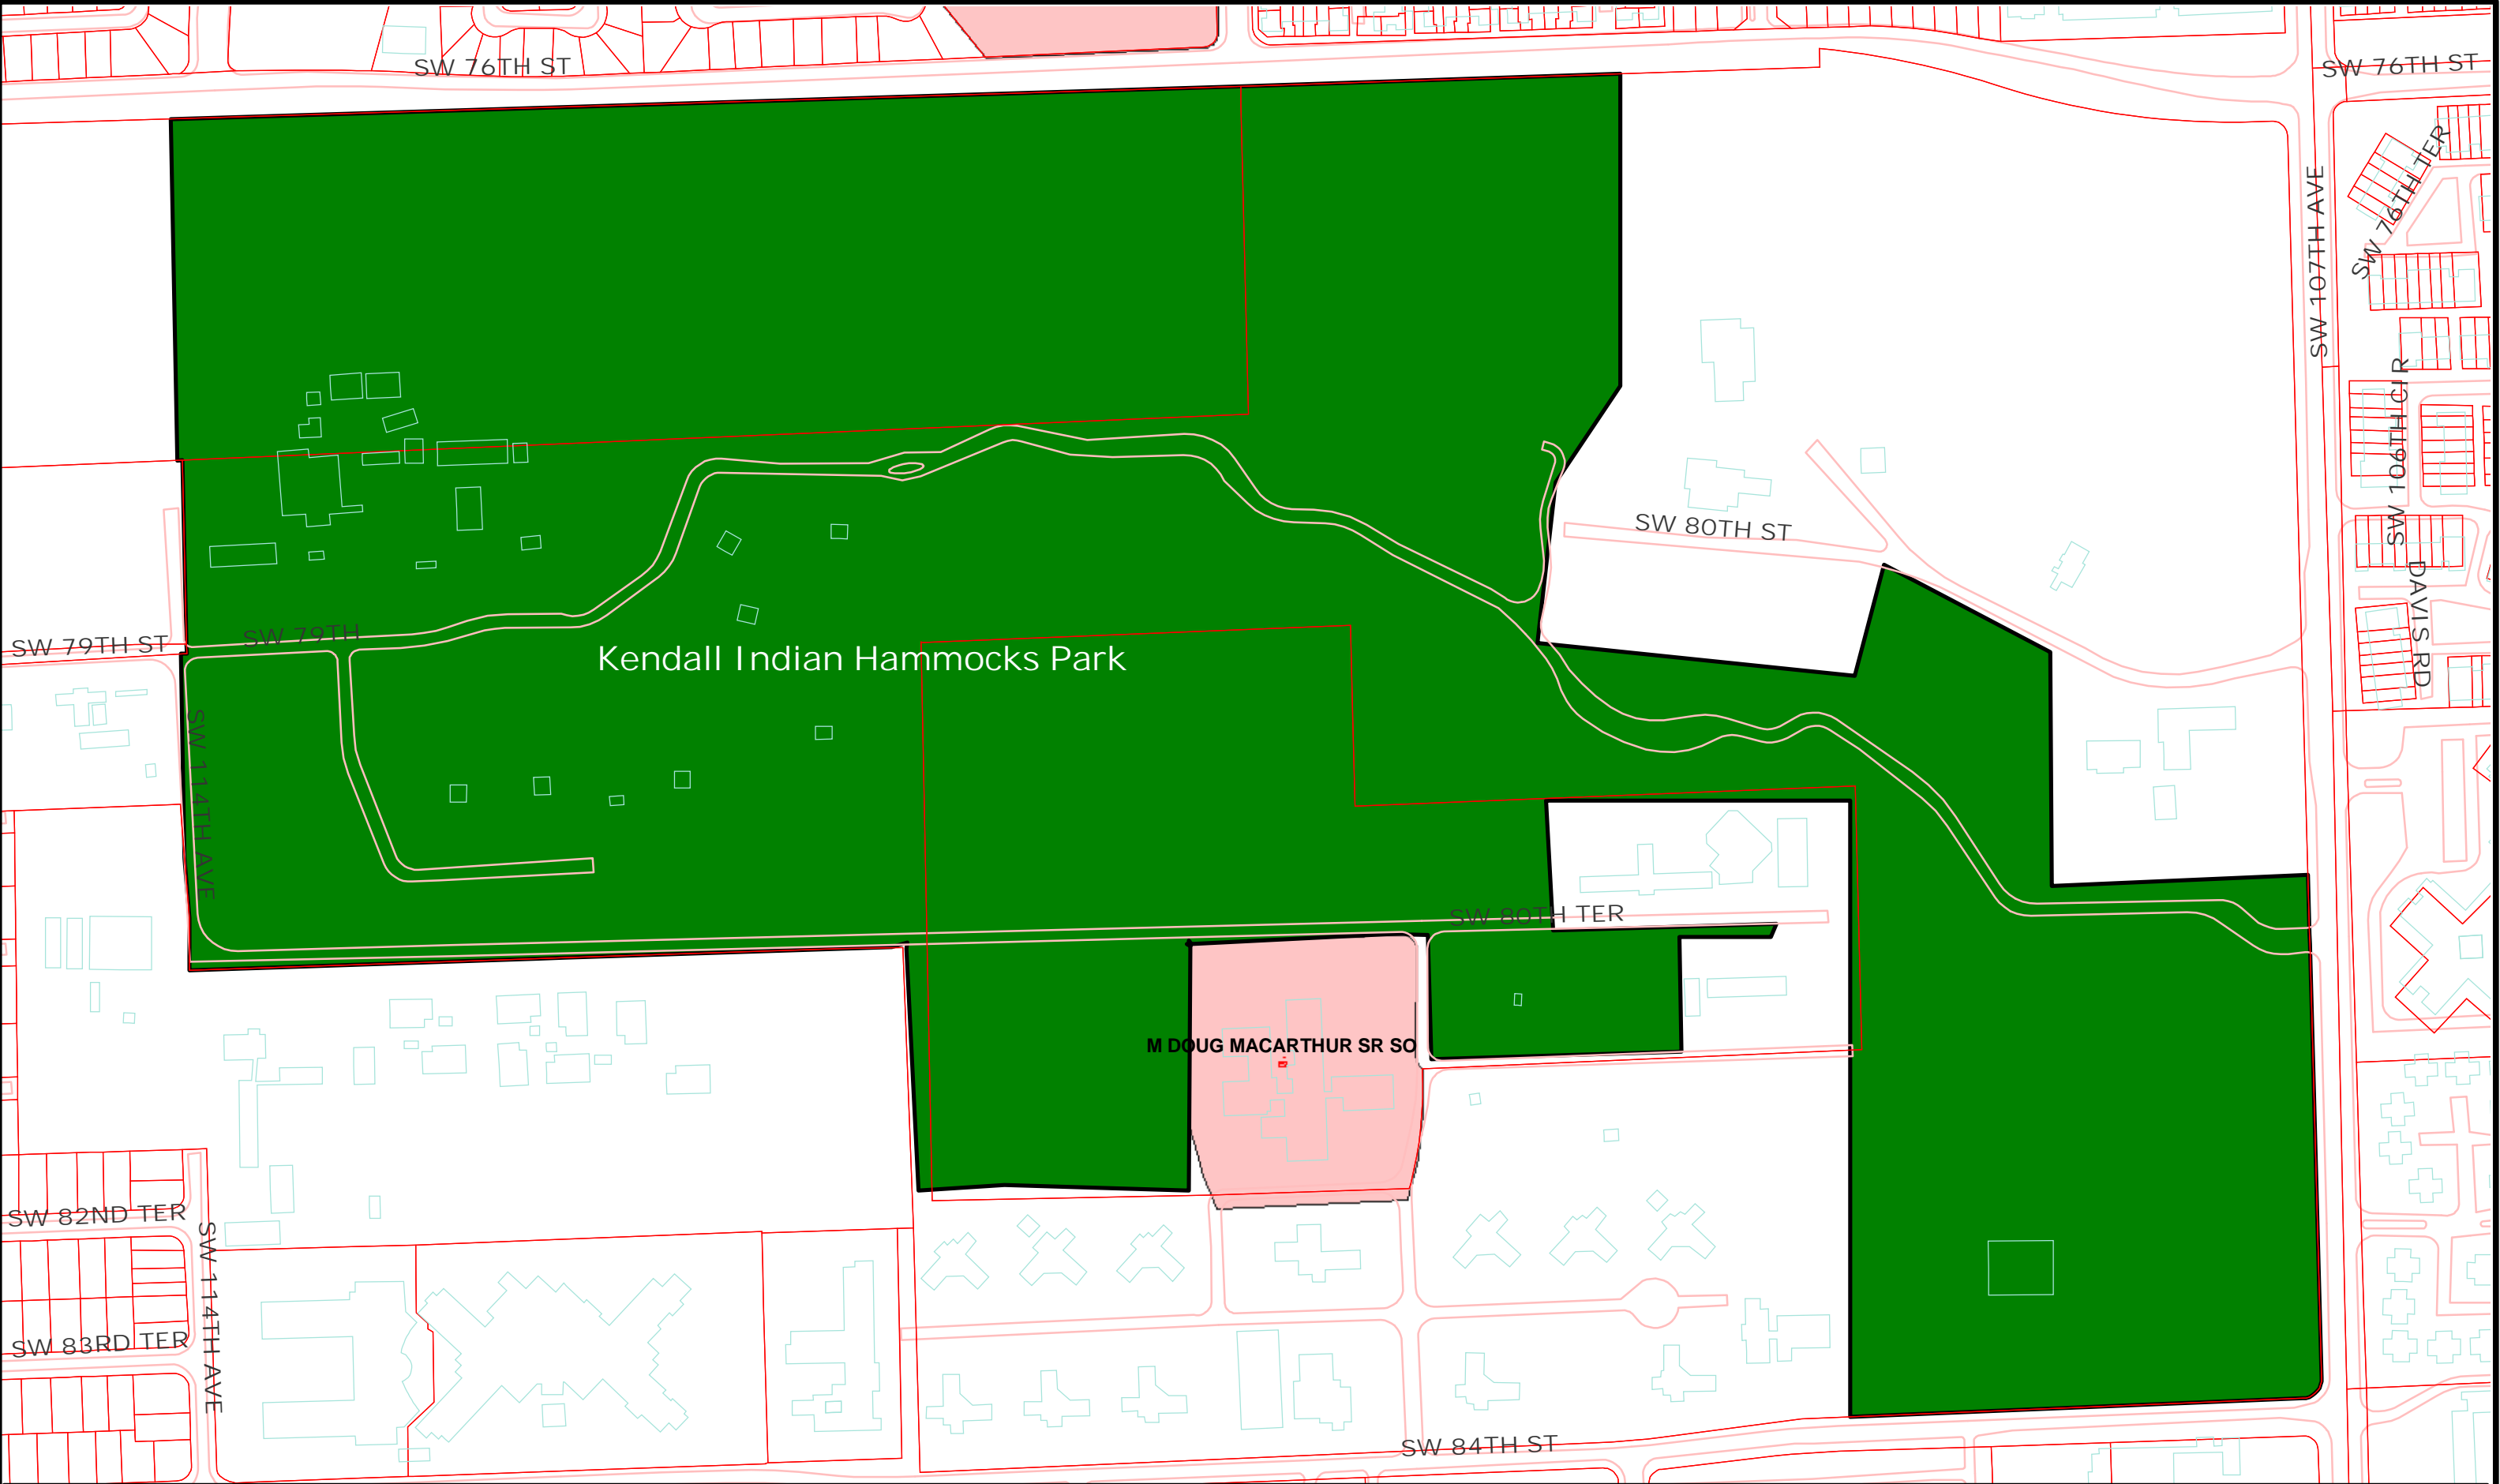 SW 76TH ST
SW 76TH ST
SW 76TH TER
SW 107TH AVE
SW 106TH CIR
SW 80TH ST
DAVIS RD
SW 79TH ST
SW 79TH
Kendall Indian Hammocks Park
SW 114TH AVE
SW 80TH TER
M DOUG MACARTHUR SR SO
SW 82ND TER
SW 114TH AVE
SW 83RD TER
SW 84TH ST